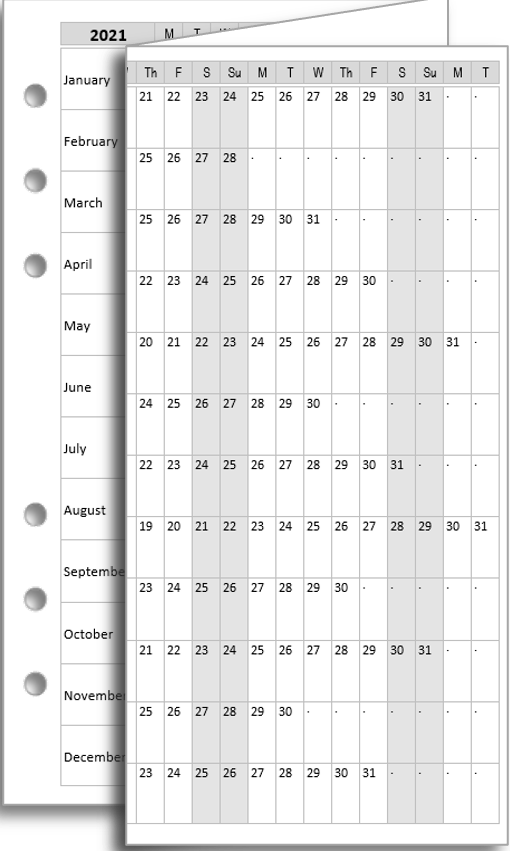 2021 M T
Th F S Su M T W Th F S Su M T
January 21 22 23 24 25 26 27 28 29 30 31 · ·
February 25 26 27 28 · · · · · · · · ·
March 25 26 27 28 29 30 31 · · · · · ·
April 22 23 24 25 26 27 28 29 30 · · · ·
May 20 21 22 23 24 25 26 27 28 29 30 31 ·
June 24 25 26 27 28 29 30 · · · · · ·
July 22 23 24 25 26 27 28 29 30 31 · · ·
August 19 20 21 22 23 24 25 26 27 28 29 30 31
Septembe 23 24 25 26 27 28 29 30 · · · · ·
October 21 22 23 24 25 26 27 28 29 30 31 · ·
November 25 26 27 28 29 30 · · · · · · ·
December 23 24 25 26 27 28 29 30 31 · · · ·